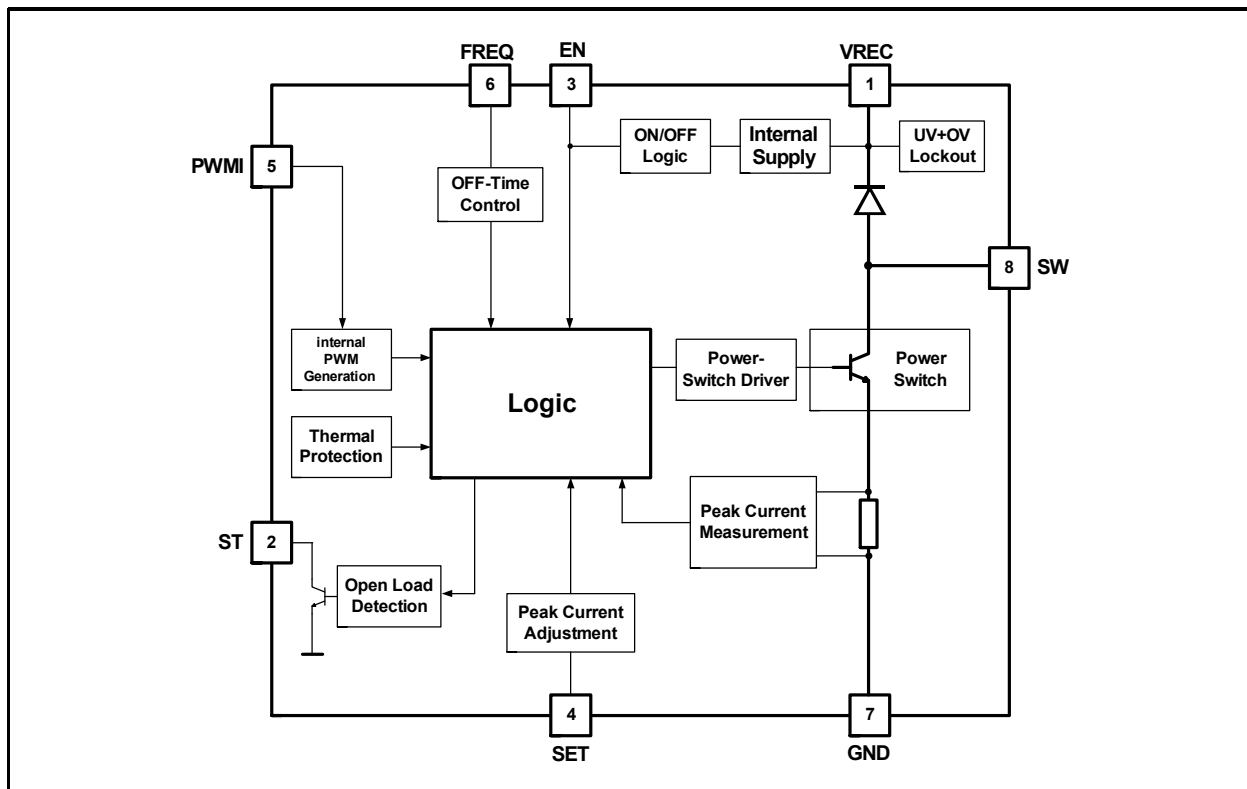 FREQ
EN
VREC
6
3
1
PWMI
5
ON/OFF
Logic
Internal
Supply
UV+OV
Lockout
OFF-Time
Control
8
SW
internal
PWM
Generation
Logic
Power-
Switch Driver
Power
Switch
Thermal
Protection
Peak Current
Measurement
ST
2
Open Load
Detection
Peak Current
Adjustment
4
7
SET
GND